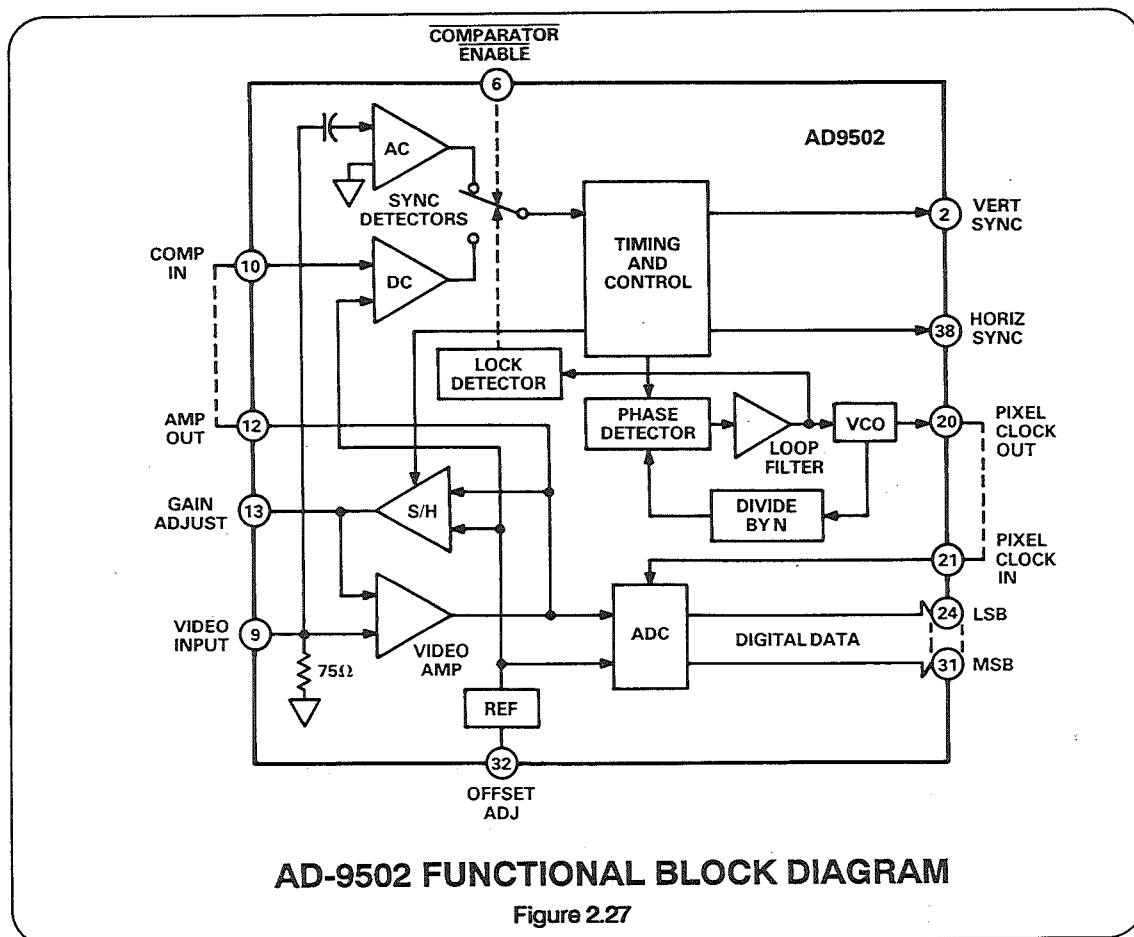 COMPARATOR
ENABLE
6
AD9502
AC
SYNC
DETECTORS
TIMING
AND
CONTROL
2
VERT
SYNC
COMP
IN
10
DC
38
HORIZ
SYNC
LOCK
DETECTOR
AMP
OUT
12
PHASE
DETECTOR
LOOP
FILTER
VCO
20
PIXEL
CLOCK
OUT
GAIN
ADJUST
13
S/H
DIVIDE
BY N
21
PIXEL
CLOCK
IN
VIDEO
INPUT
9
75Ω
VIDEO
AMP
ADC
DIGITAL DATA
24
LSB
31
MSB
REF
32
OFFSET
ADJ
AD-9502 FUNCTIONAL BLOCK DIAGRAM
Figure 2.27